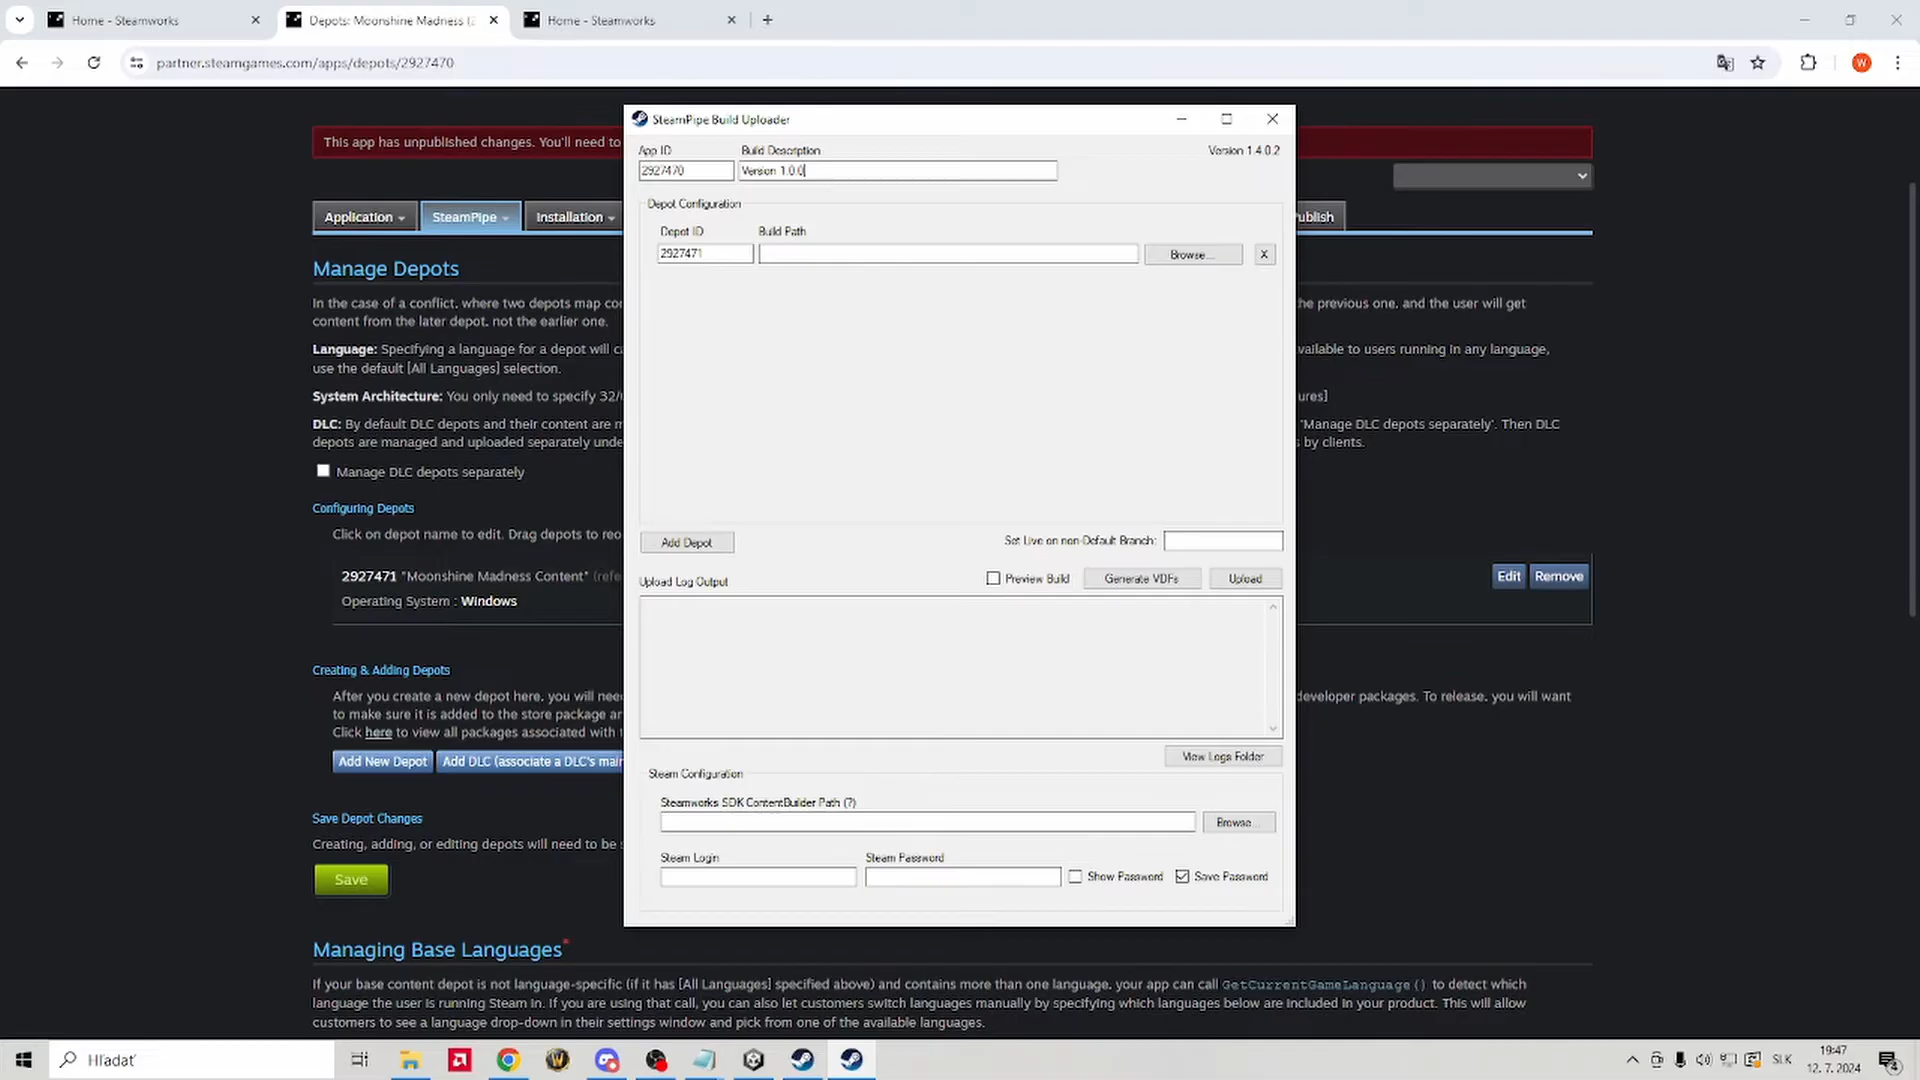 Home - Steamworks
Depots: Moonshine Madness (
Home - Steamworks
partner.steamgames.com/apps/depots/2927470
W
This app has unpublished changes. You'll need to
Application
SteamPipe
Installation
ublish
Manage Depots
In the case of a conflict, where two depots map
he previous one, and the user will get
content from the later depot, not the earlier one.
Language: Specifying a language for a depot will
vailable to users running in any language,
use the default [All Languages] selection.
System Architecture: You only need to specify 32/
ures]
DLC: By default DLC depots and their content are
'Manage DLC depots separately'. Then DLC
depots are managed and uploaded separately
by clients.
Manage DLC depots separately
Configuring Depots
Click on depot name to edit. Drag depots to
2927471 "Moonshine Madness Content"
Operating System : Windows
Edit
Remove
Creating & Adding Depots
After you create a new depot here, you will
developer packages. To release, you will want
to make sure it is added to the store package
Click here to view all packages associated with
Add New Depot
Add DLC (associate a DLC's
Save Depot Changes
Creating, adding, or editing depots will need to be
Save
Managing Base Languages*
If your base content depot is not language-specific (if it has [All Languages] specified above) and contains more than one language, your app can call GetCurrentGameLanguage() to detect which
language the user is running Steam in. If you are using that call, you can also let customers switch languages manually by specifying which languages below are included in your product. This will allow
customers to see a language drop-down in their settings window and pick from one of the available languages.
SteamPipe Build Uploader
App ID
Build Description
Version 1.4.0.2
2927470
Version 1.0.0
Depot Configuration
Depot ID
Build Path
2927471
Browse...
X
Add Depot
Set Live on non-Default Branch:
Upload Log Output
Preview Build
Generate VDFs
Upload
View Logs Folder
Steam Configuration
Steamworks SDK ContentBuilder Path (?)
Browse...
Steam Login
Steam Password
Show Password
Save Password
Hľadať
SLK
19:47
12. 7. 2024
4